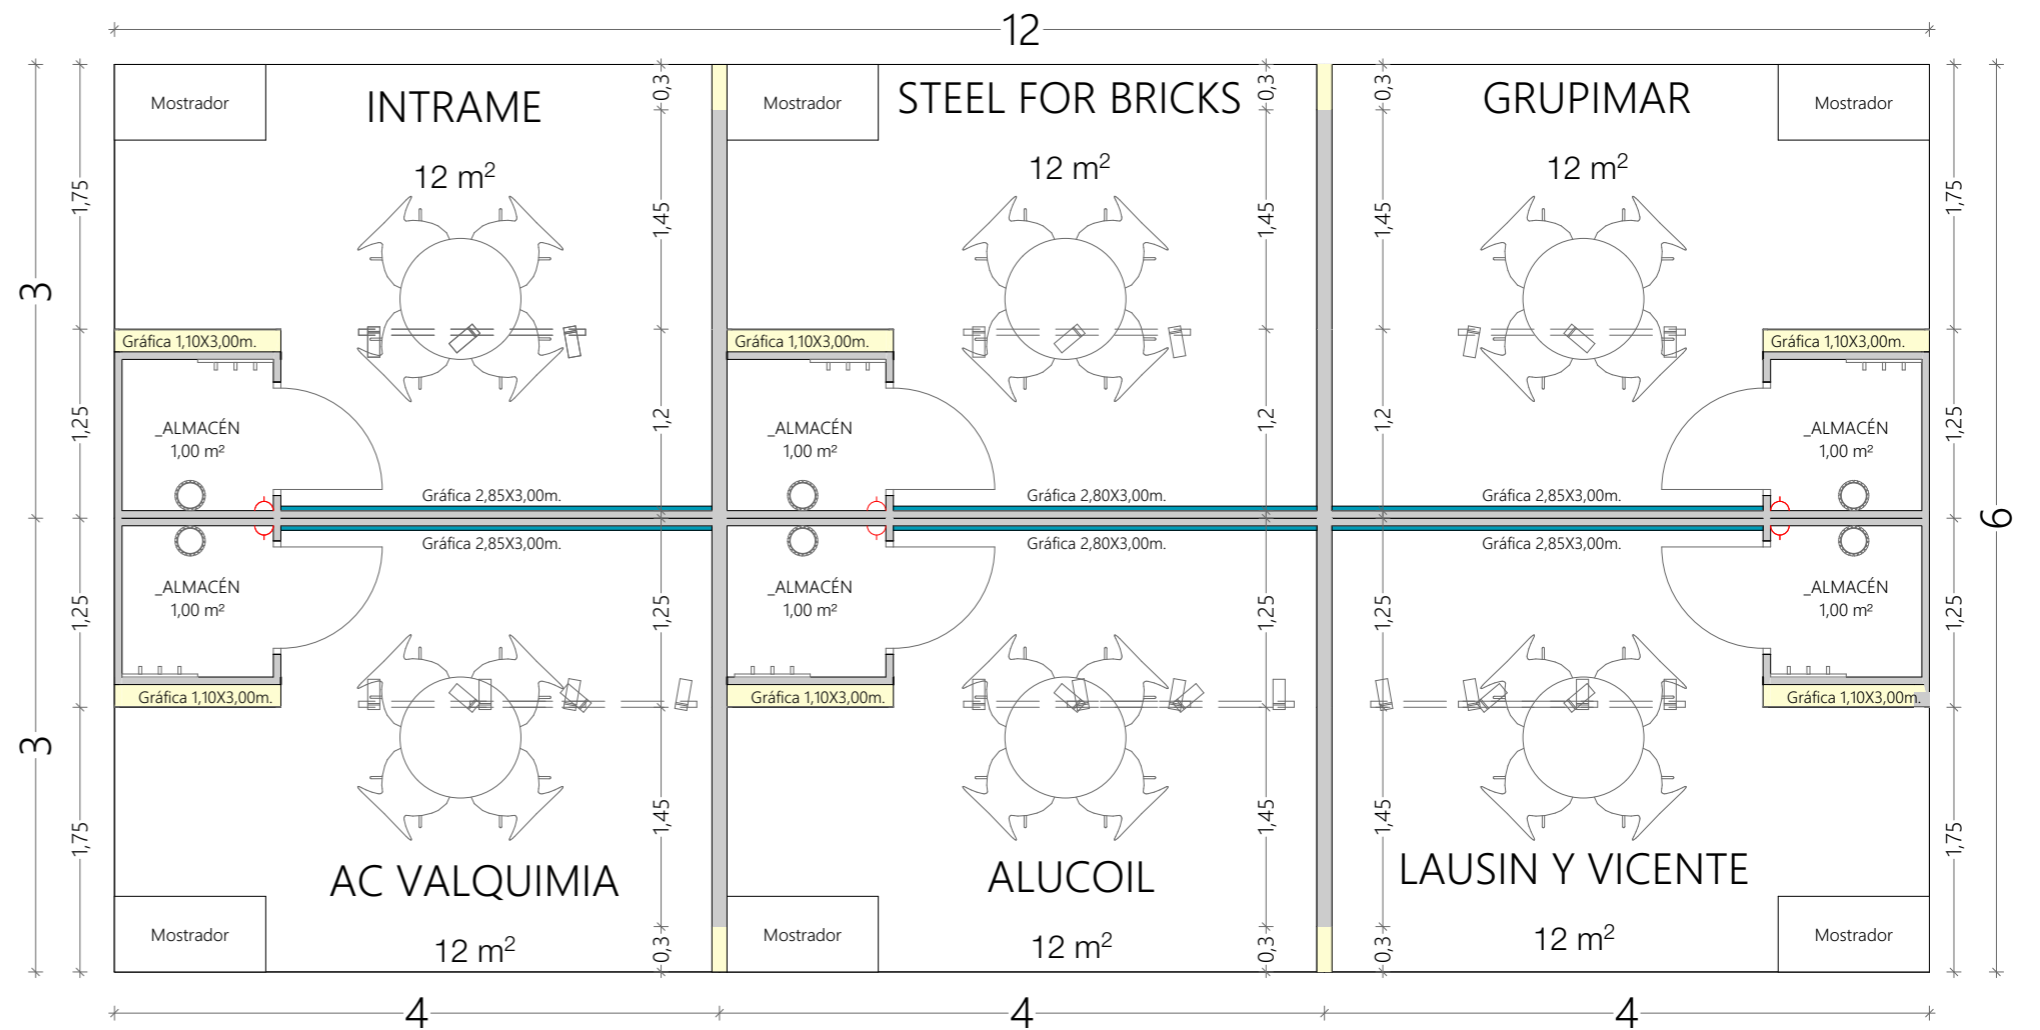 12
Mostrador
INTRAME
12 m²
0,3
Mostrador
STEEL FOR BRICKS
12 m²
0,3
0,3
GRUPIMAR
12 m²
Mostrador
1,75
1,45
1,45
1,45
1,75
3
Gráfica 1,10X3,00m.
Gráfica 1,10X3,00m.
Gráfica 1,10X3,00m.
1,25
_ALMACÉN
1,00 m²
1,2
_ALMACÉN
1,00 m²
1,2
1,2
_ALMACÉN
1,00 m²
1,25
Gráfica 2,85X3,00m.
Gráfica 2,80X3,00m.
Gráfica 2,85X3,00m.
6
Gráfica 2,85X3,00m.
Gráfica 2,80X3,00m.
Gráfica 2,85X3,00m.
1,25
_ALMACÉN
1,00 m²
1,25
_ALMACÉN
1,00 m²
1,25
1,25
_ALMACÉN
1,00 m²
1,25
Gráfica 1,10X3,00m.
Gráfica 1,10X3,00m.
Gráfica 1,10X3,00m.
3
1,75
1,45
1,45
1,45
1,75
AC VALQUIMIA
ALUCOIL
LAUSIN Y VICENTE
Mostrador
12 m²
0,3
Mostrador
12 m²
0,3
0,3
12 m²
Mostrador
4
4
4